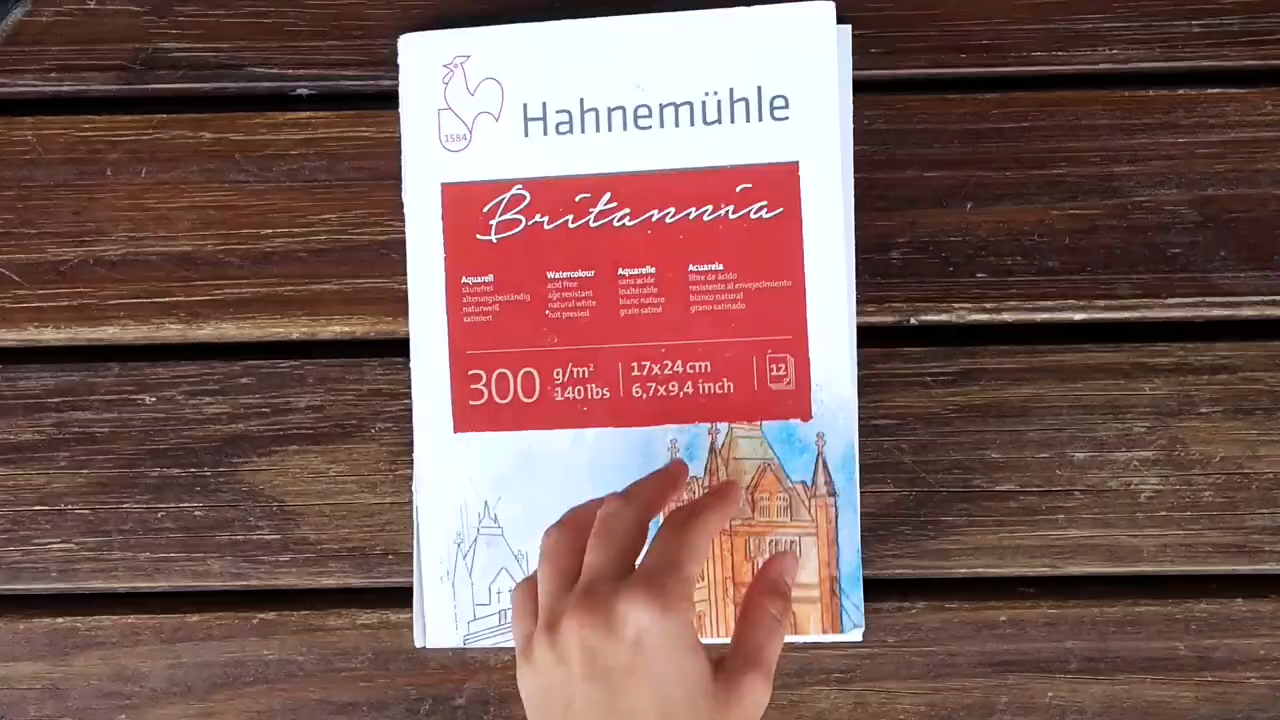 1584
Hahnemühle
Britannia
Aquarell
säurefrei
alterungsbeständig
naturweiß
satiniert
Watercolour
acid free
age resistant
natural white
hot pressed
Aquarelle
sans acide
inaltérable
blanc nature
grain satiné
Acuarela
libre de ácido
resistente al envejecimiento
blanco natural
grano satinado
300 g/m²
140 lbs
17x24 cm
6,7x9,4 inch
12